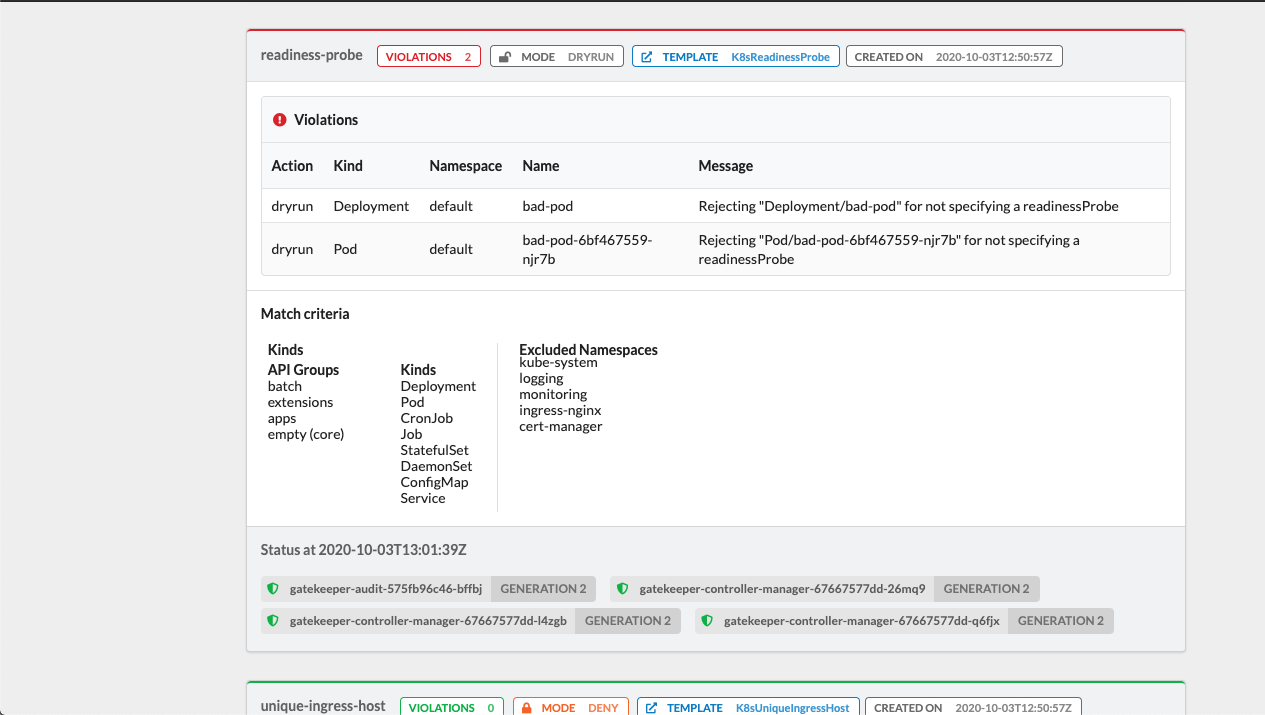 readiness-probe VIOLATIONS 2 MODE DRYRUN TEMPLATE K8sReadinessProbe CREATED ON 2020-10-03T12:50:57Z
Violations
Action Kind Namespace Name Message
dryrun Deployment default bad-pod Rejecting "Deployment/bad-pod" for not specifying a readinessProbe
dryrun Pod default bad-pod-6bf467559-njr7b Rejecting "Pod/bad-pod-6bf467559-njr7b" for not specifying a readinessProbe
Match criteria
Kinds
API Groups
batch
extensions
apps
empty (core)
Kinds
Deployment
Pod
CronJob
Job
StatefulSet
DaemonSet
ConfigMap
Service
Excluded Namespaces
kube-system
logging
monitoring
ingress-nginx
cert-manager
Status at 2020-10-03T13:01:39Z
gatekeeper-audit-575fb96c46-bffbj GENERATION 2 gatekeeper-controller-manager-67667577dd-26mq9 GENERATION 2
gatekeeper-controller-manager-67667577dd-l4zgb GENERATION 2 gatekeeper-controller-manager-67667577dd-q6fjx GENERATION 2
unique-ingress-host VIOLATIONS 0 MODE DENY TEMPLATE K8sUniqueIngressHost CREATED ON 2020-10-03T12:50:57Z